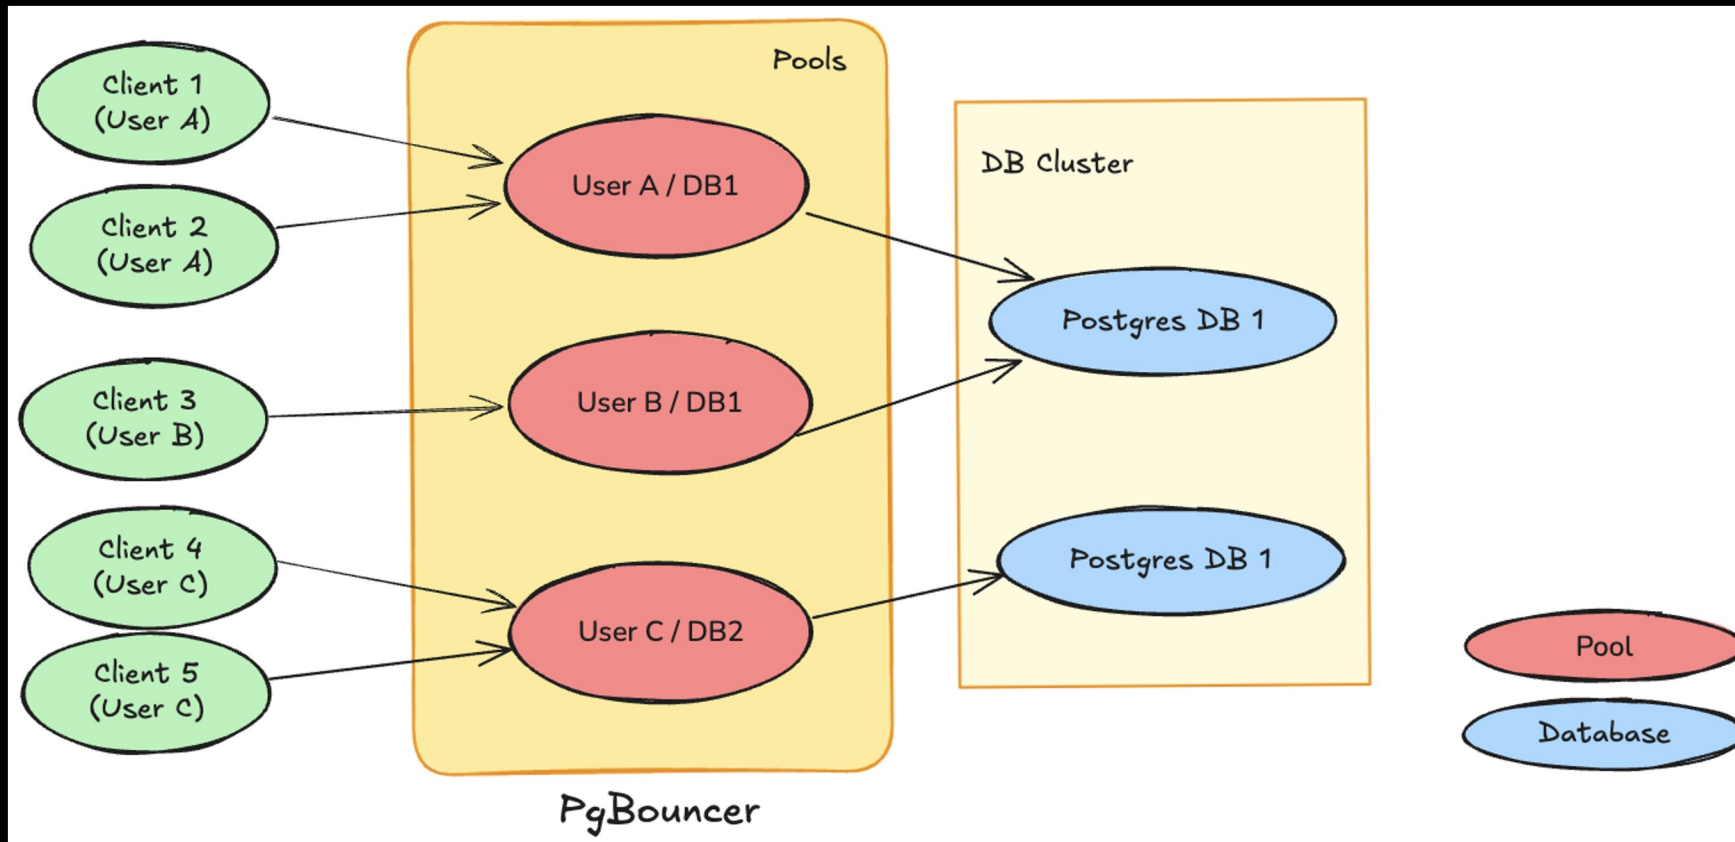 Client 1
(User A)
Client 2
(User A)
Client 3
(User B)
Client 4
(User C)
Client 5
(User C)
Pools
User A / DB1
User B / DB1
User C / DB2
PgBouncer
DB Cluster
Postgres DB 1
Postgres DB 1
Pool
Database